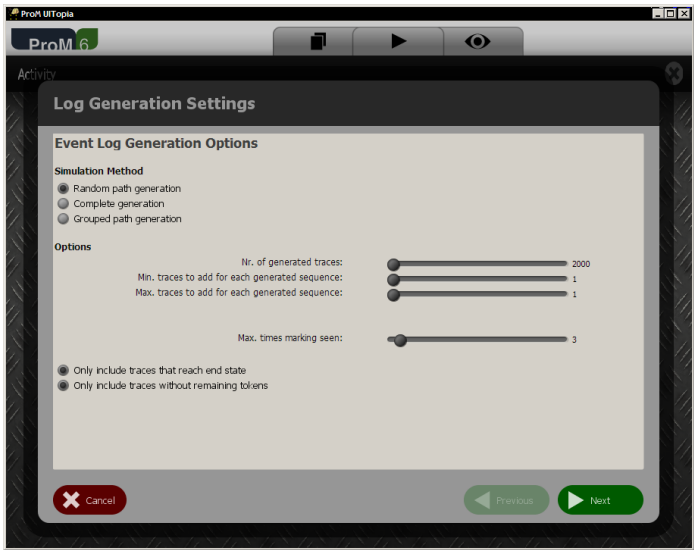 ProM UITopia
ProM 6
Activity
Log Generation Settings
Event Log Generation Options
Simulation Method
Random path generation
Complete generation
Grouped path generation
Options
Nr. of generated traces: 2000
Min. traces to add for each generated sequence: 1
Max. traces to add for each generated sequence: 1
Max. times marking seen: 3
Only include traces that reach end state
Only include traces without remaining tokens
Cancel Previous Next